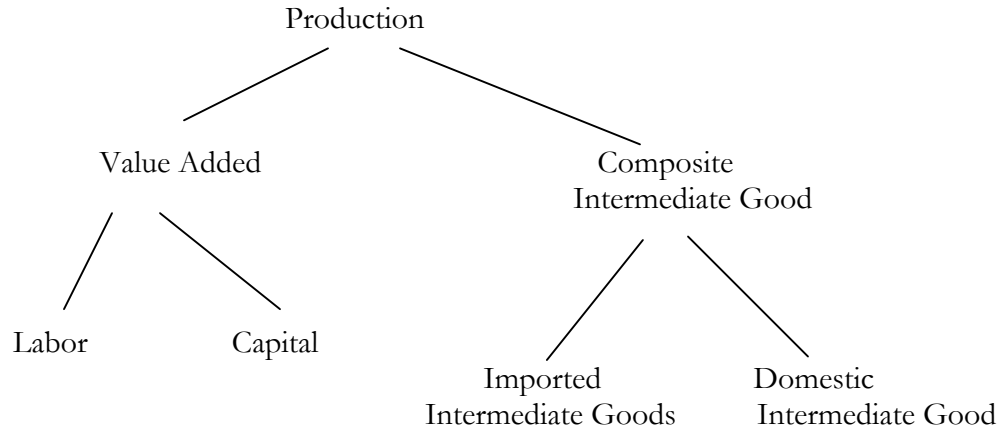 Production
Value Added
Composite
Intermediate Good
Labor
Capital
Imported
Intermediate Goods
Domestic
Intermediate Good